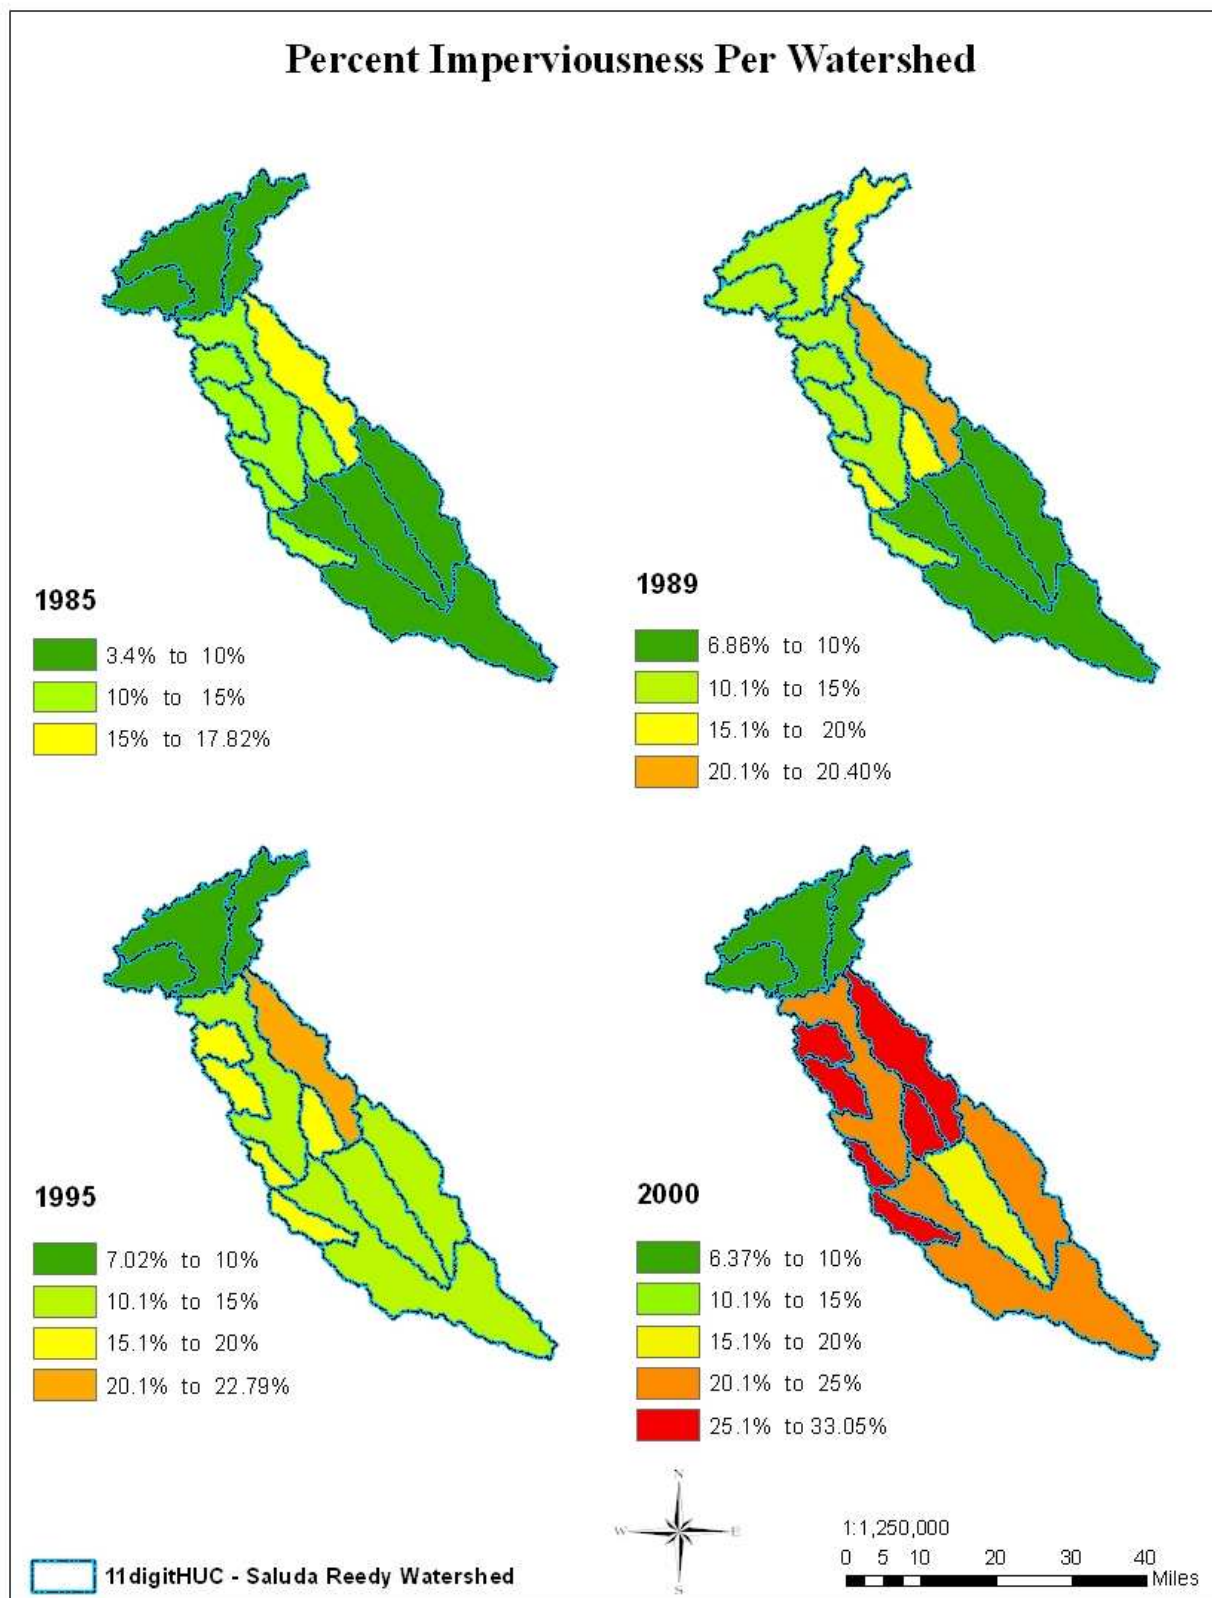 Percent Imperviousness Per Watershed
1985
3.4% to 10%
10% to 15%
15% to 17.82%
1989
6.86% to 10%
10.1% to 15%
15.1% to 20%
20.1% to 20.40%
1995
7.02% to 10%
10.1% to 15%
15.1% to 20%
20.1% to 22.79%
2000
6.37% to 10%
10.1% to 15%
15.1% to 20%
20.1% to 25%
25.1% to 33.05%
11digitHUC - Saluda Reedy Watershed
N
W E
S
1:1,250,000
0 5 10 20 30 40
Miles